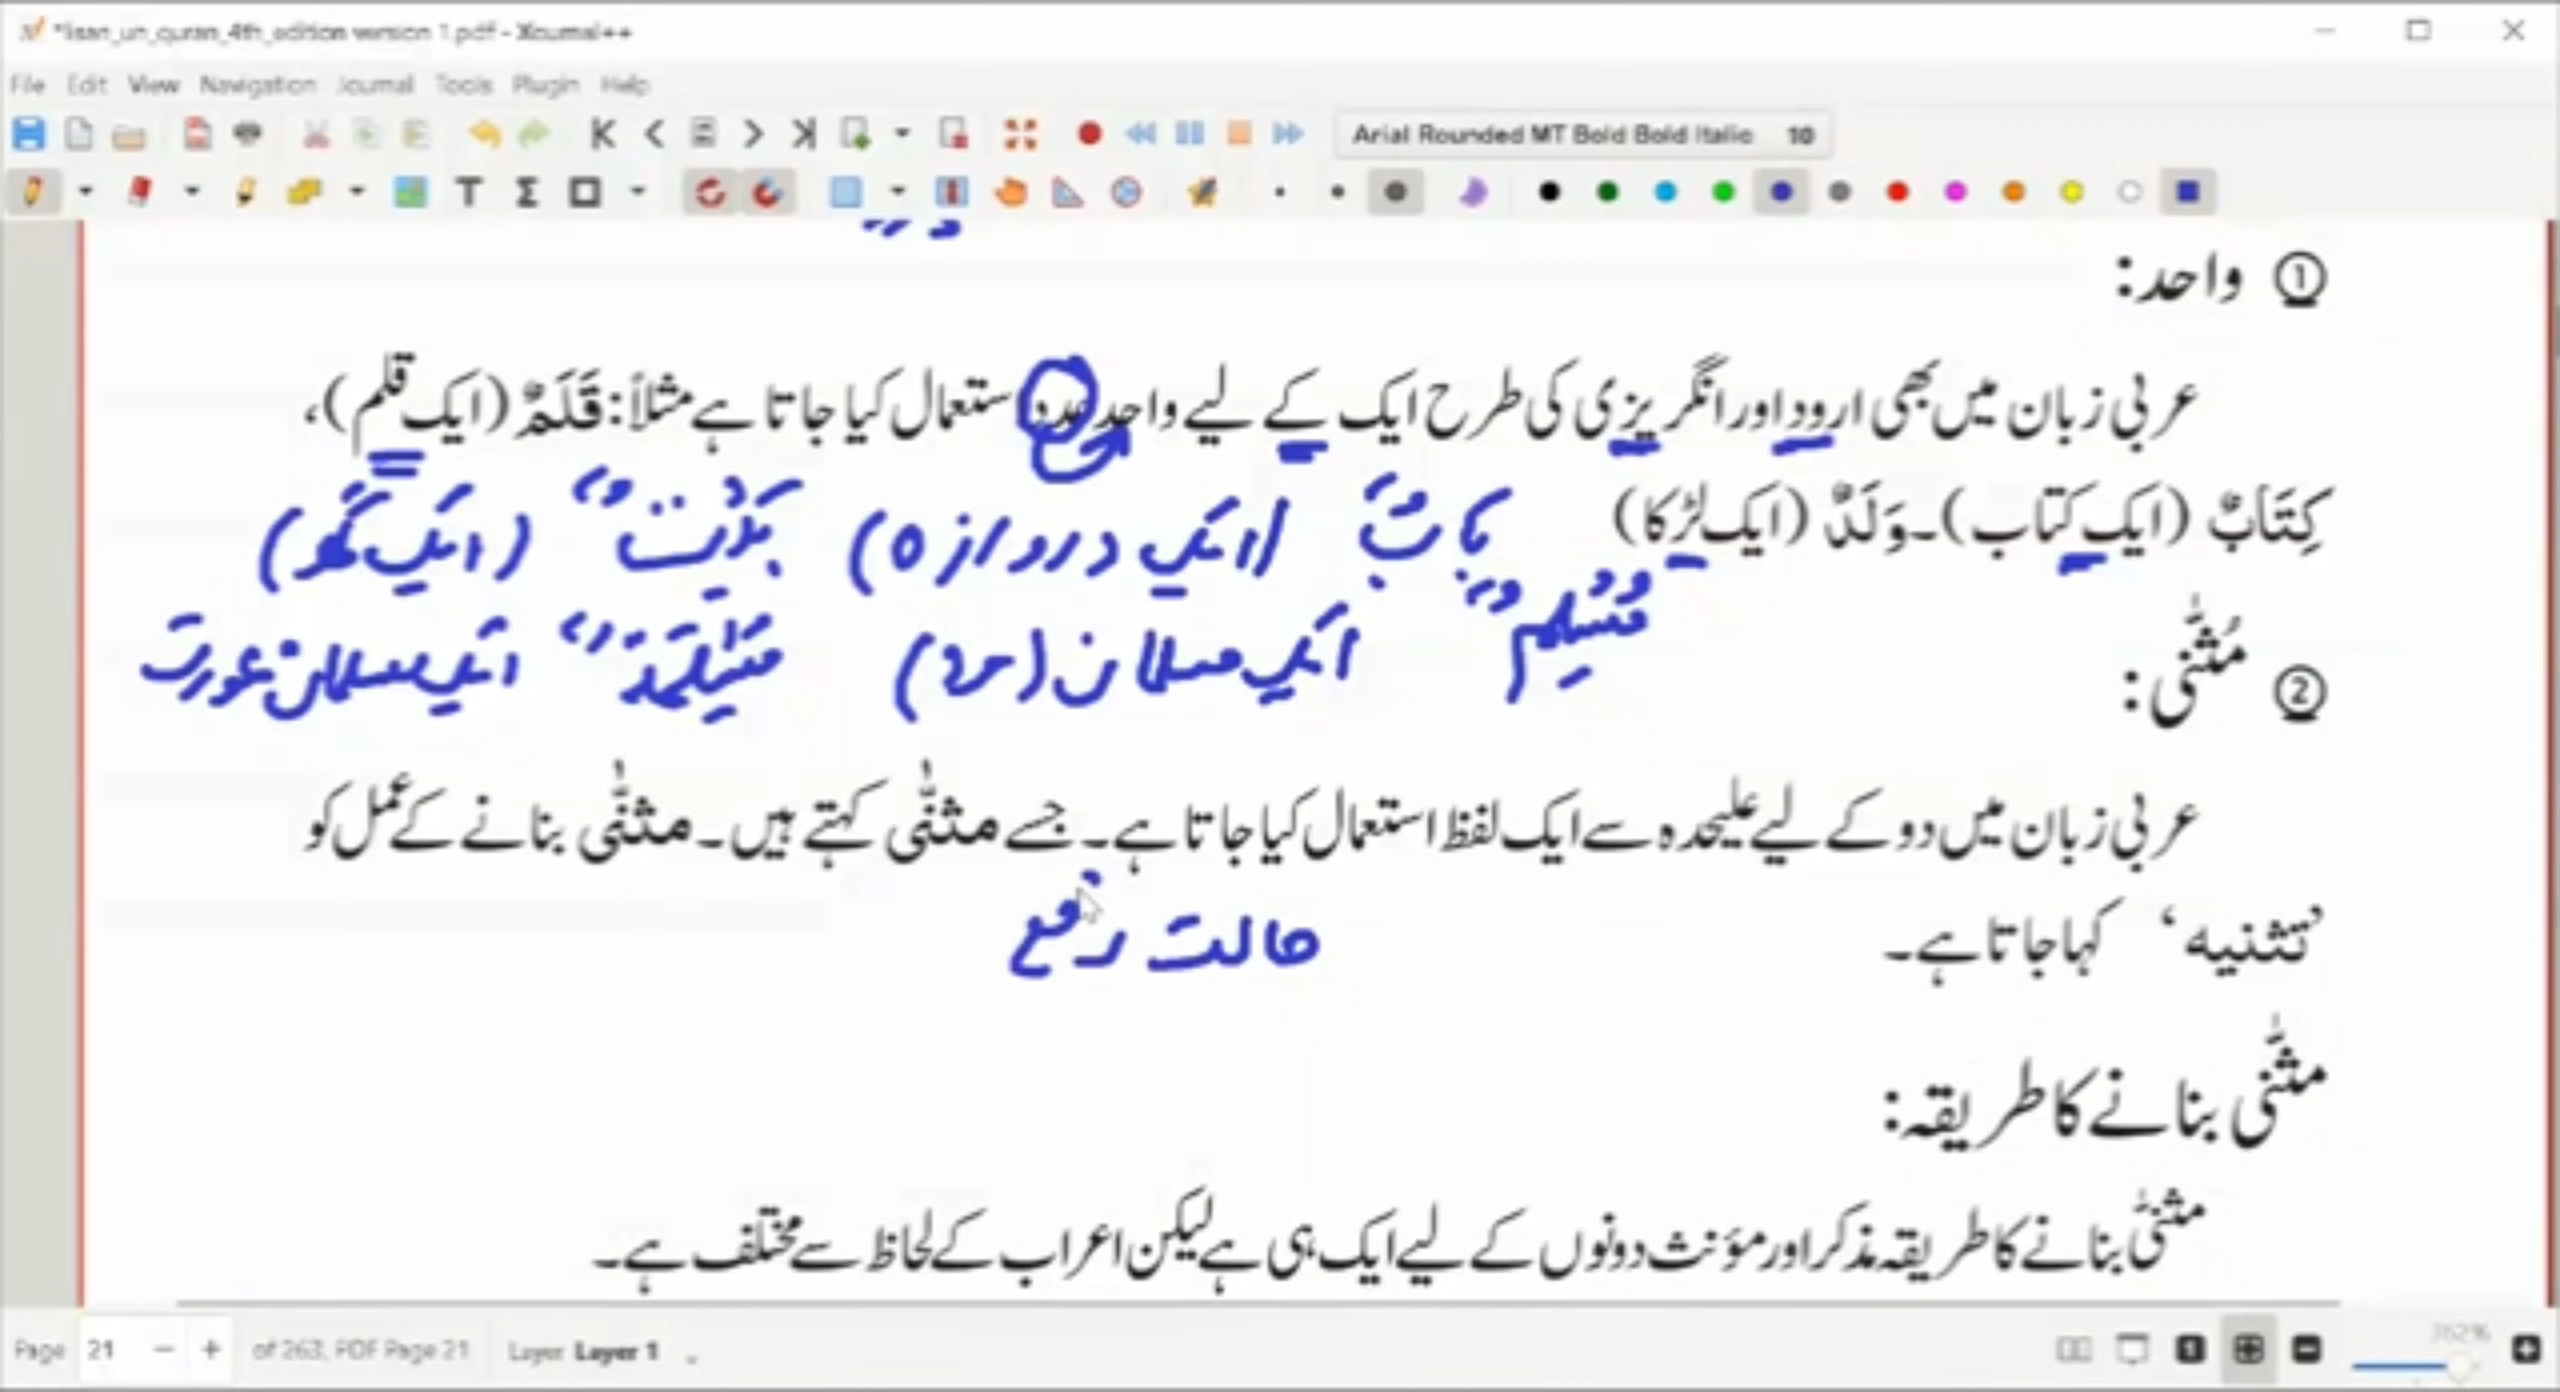 *lisan_un_quran_4th_edition version 1.pdf - Xournal++
File Edit View Navigation Journal Tools Plugin Help
Arial Rounded MT Bold Bold Italic 10
① واحد:
عربی زبان میں بھی اردو اور انگریزی کی طرح ایک کے لیے واحد عدد استعمال کیا جاتا ہے مثلاً: قَلَمٌ (ایک قلم)،
كِتَابٌ (ایک کتاب)۔ وَلَدٌ (ایک لڑکا) بَابٌ (ایک دروازہ) بَيْتٌ (ایک گھر)
مُسْلِمٌ ایک مسلمان (مرد) مُسْلِمَةٌ ایک مسلمان عورت
② مُثَنّٰی:
عربی زبان میں دو کے لیے علیحدہ سے ایک لفظ استعمال کیا جاتا ہے۔ جسے مثنّٰی کہتے ہیں۔ مثنّٰی بنانے کے عمل کو
’تثنیہ‘ کہا جاتا ہے۔ حالت رفع
مثنّٰی بنانے کا طریقہ:
مثنّٰی بنانے کا طریقہ مذکر اور مؤنث دونوں کے لیے ایک ہی ہے لیکن اعراب کے لحاظ سے مختلف ہے۔
Page 21 of 263, PDF Page 21 Layer Layer 1 362%